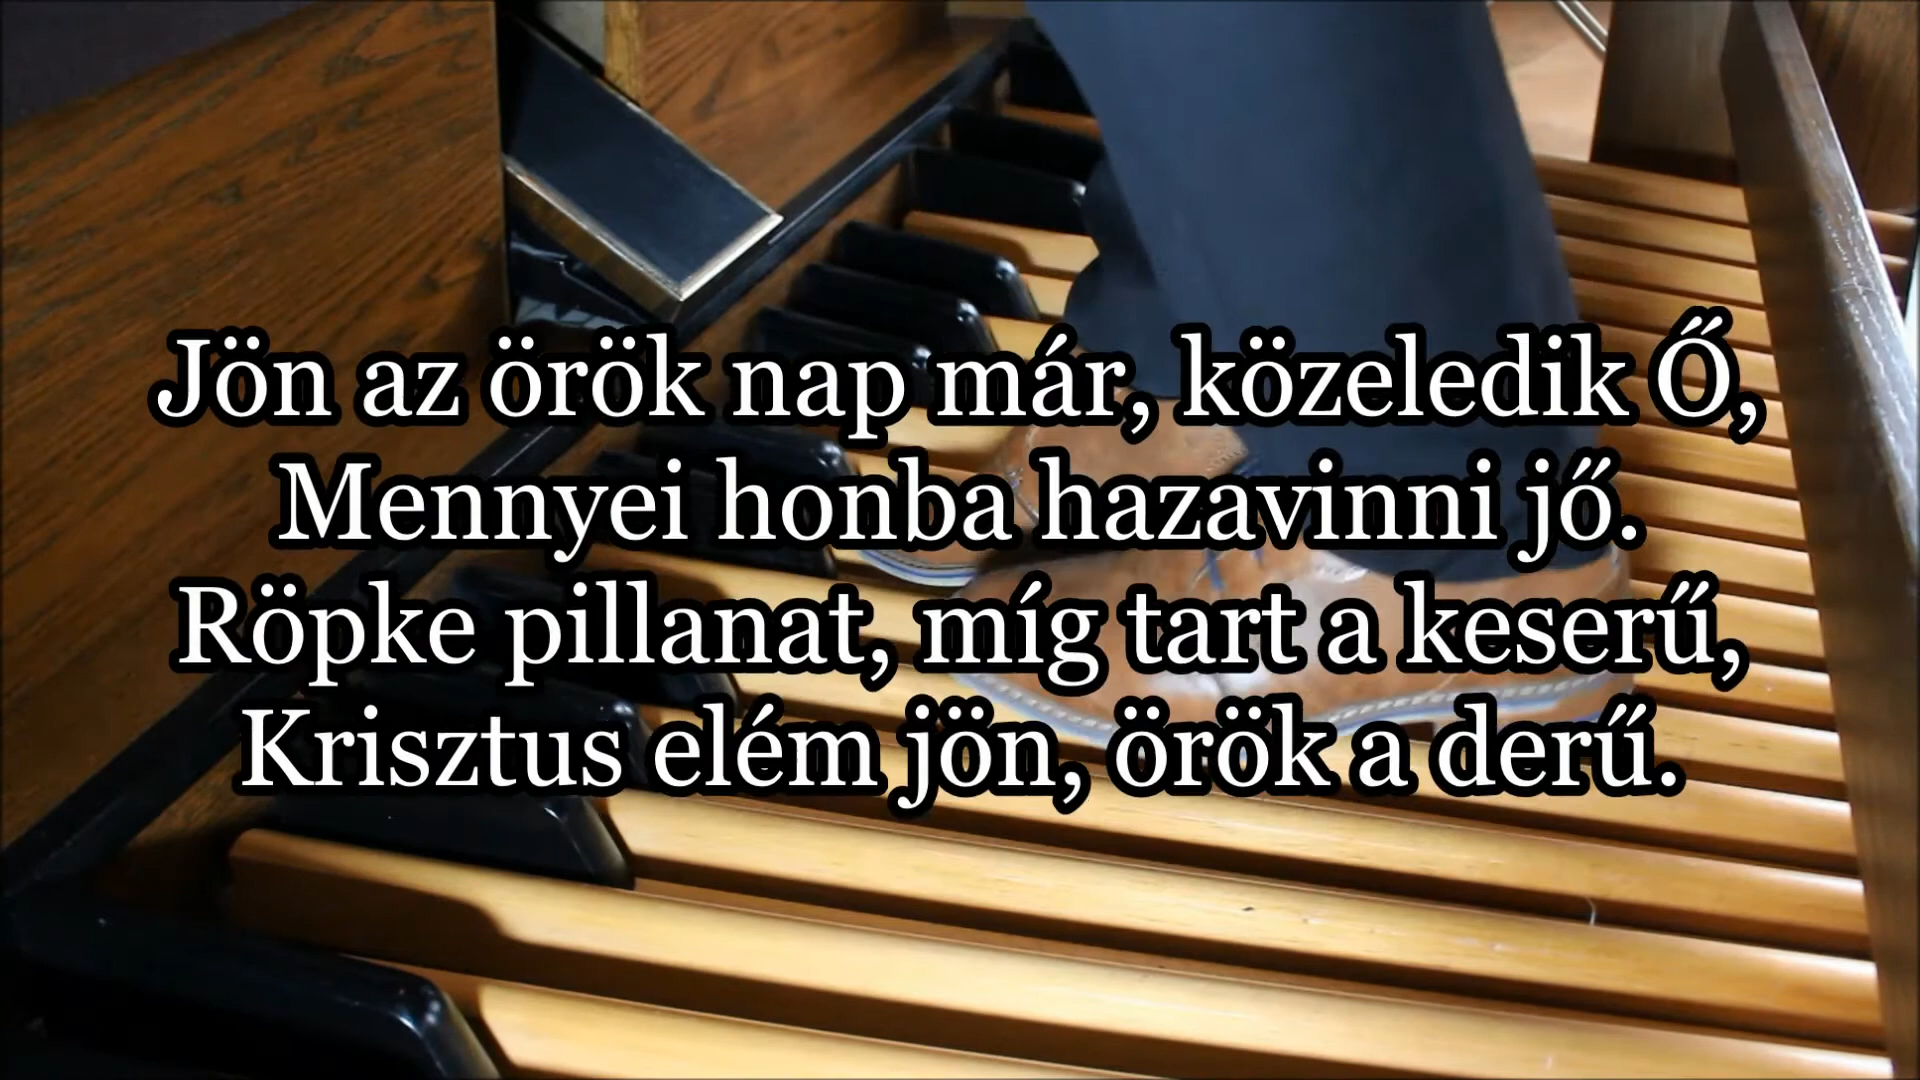 Jön az örök nap már, közeledik Ő,
Mennyei honba hazavinni jő.
Röpke pillanat, míg tart a keserű,
Krisztus elém jön, örök a derű.